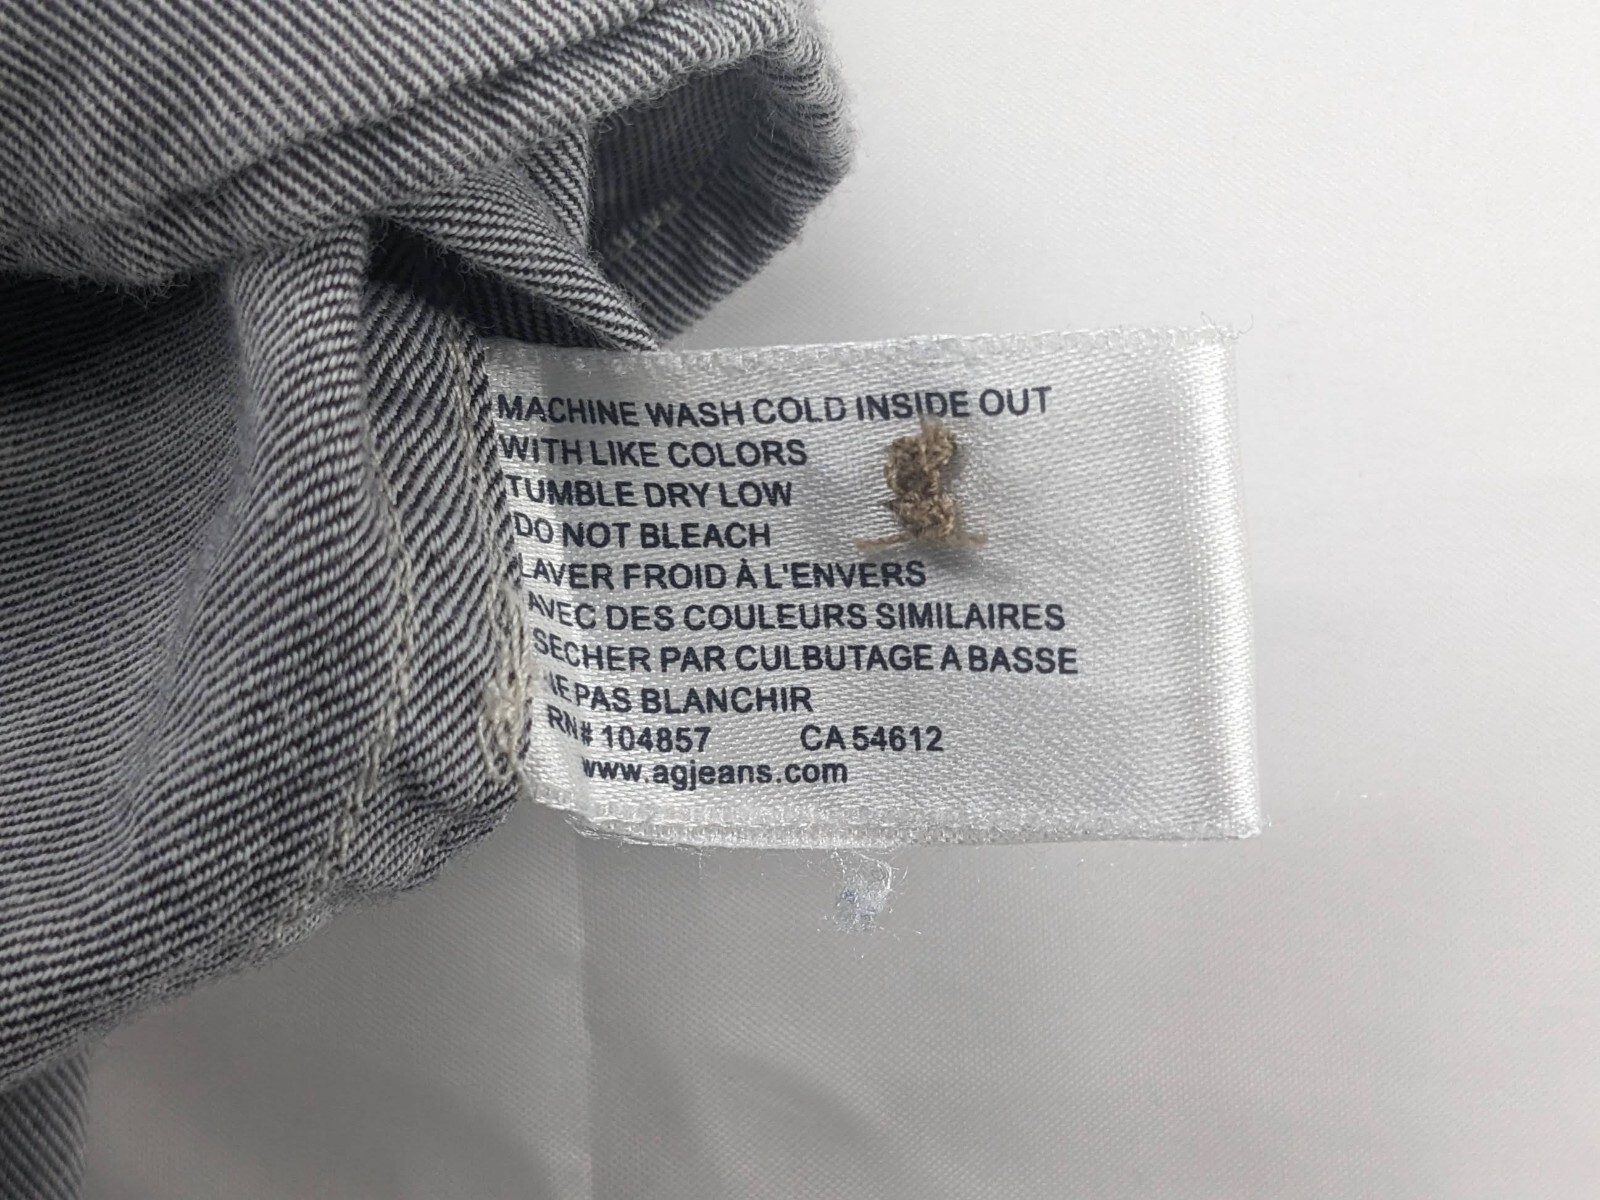 MACHINE WASH COLD INSIDE OUT
WITH LIKE COLORS
TUMBLE DRY LOW
DO NOT BLEACH
LAVER FROID À L'ENVERS
AVEC DES COULEURS SIMILAIRES
SECHER PAR CULBUTAGE A BASSE
NE PAS BLANCHIR
RN# 104857 CA 54612
www.agjeans.com